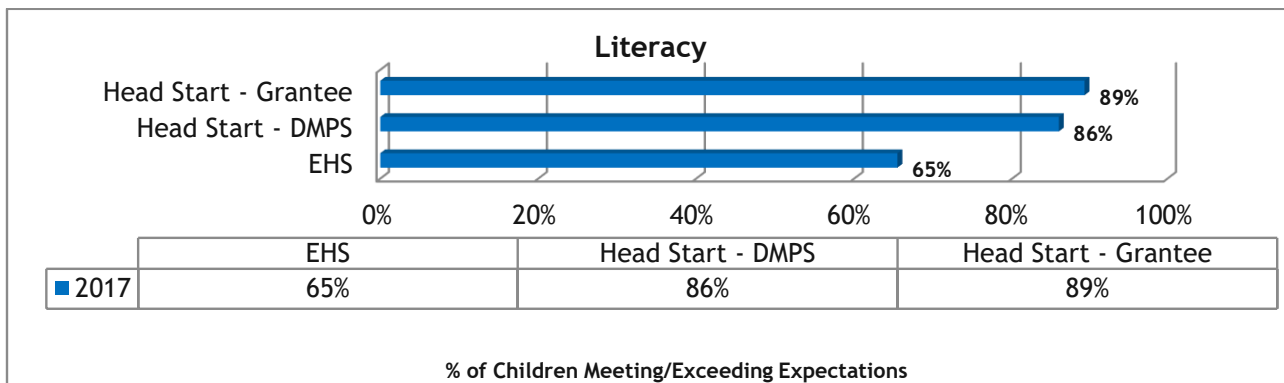 Literacy
Head Start - Grantee
89%
Head Start - DMPS
86%
EHS
65%
0% 20% 40% 60% 80% 100%
EHS Head Start - DMPS Head Start - Grantee
2017 65% 86% 89%
% of Children Meeting/Exceeding Expectations